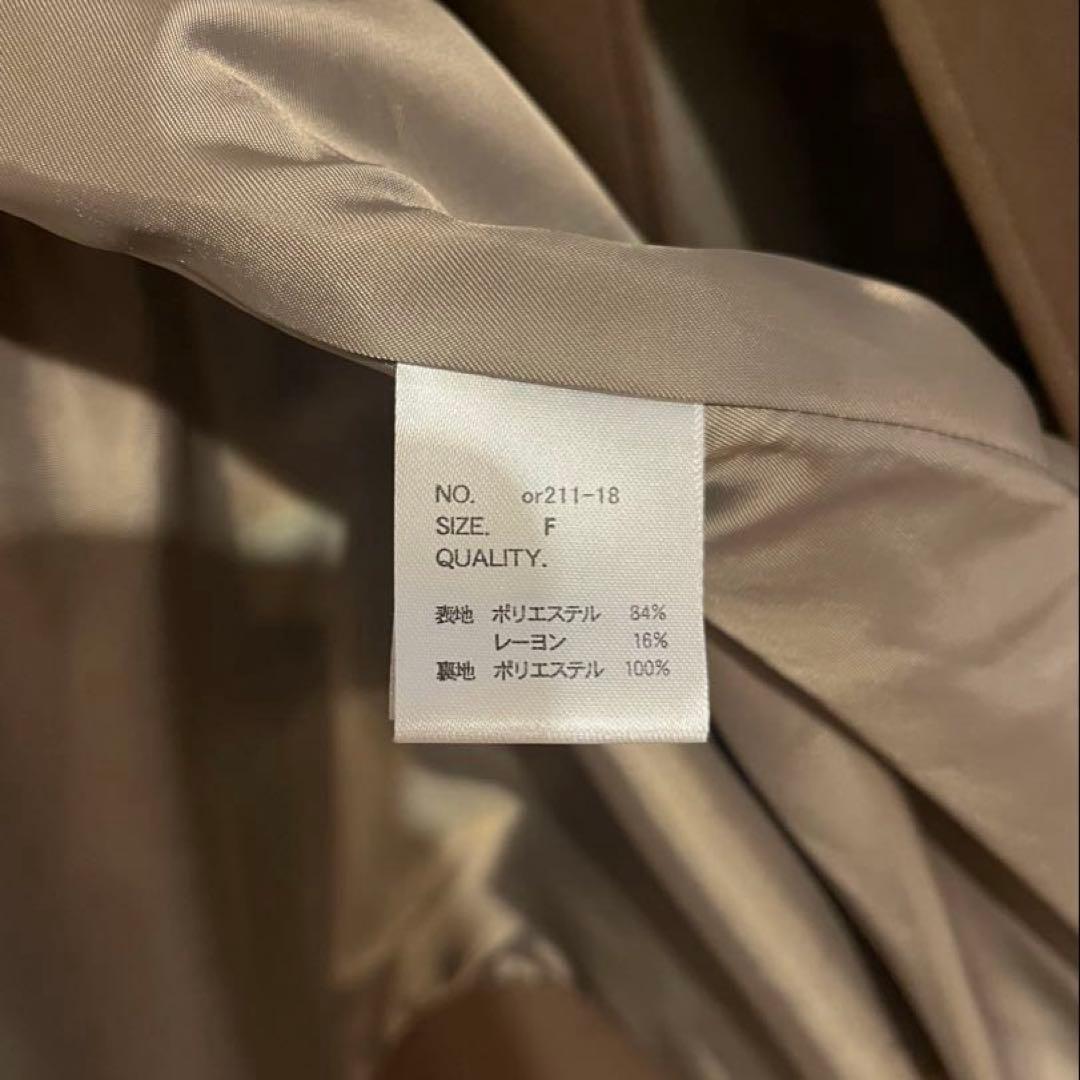 NO. or211-18
SIZE. F
QUALITY.
表地 ポリエステル 84%
レーヨン 16%
裏地 ポリエステル 100%